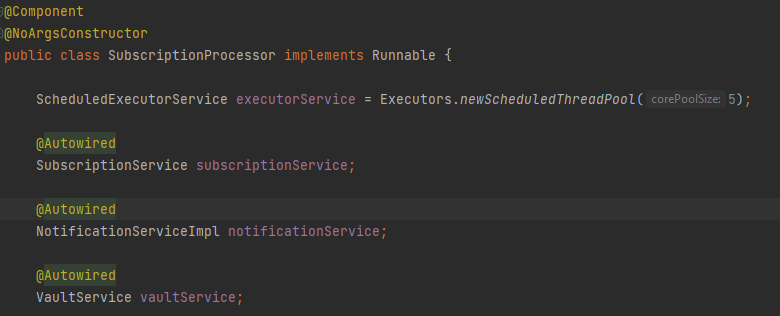 @Component
@NoArgsConstructor
public class SubscriptionProcessor implements Runnable {
ScheduledExecutorService executorService = Executors.newScheduledThreadPool( corePoolSize: 5);
@Autowired
SubscriptionService subscriptionService;
@Autowired
NotificationServiceImpl notificationService;
@Autowired
VaultService vaultService;